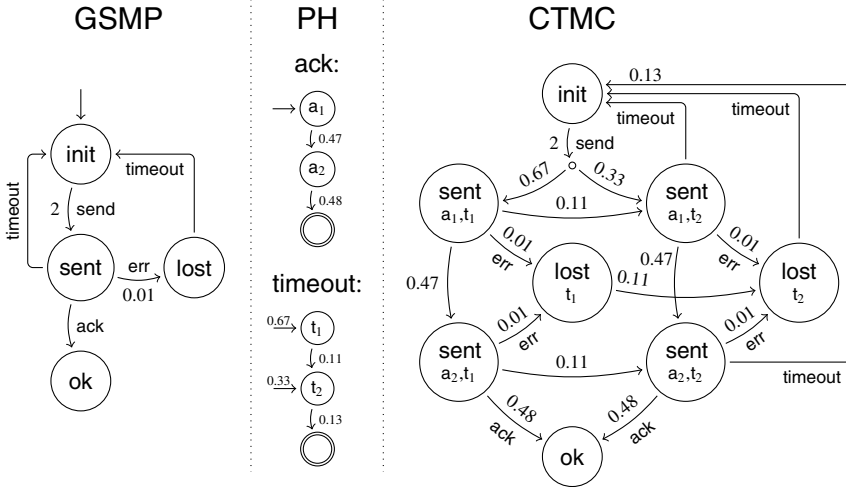 GSMP
PH
CTMC
init
timeout
timeout
2
send
sent
err
0.01
lost
ack
ok
ack:
a1
0.47
a2
0.48
timeout:
0.67
t1
0.11
0.33
t2
0.13
0.13
init
timeout
timeout
2
send
0.67
0.33
sent
a1,t1
0.11
sent
a1,t2
0.01
err
0.01
err
0.47
0.47
lost
t1
0.11
lost
t2
0.01
err
0.01
err
sent
a2,t1
0.11
sent
a2,t2
timeout
0.48
ack
0.48
ack
ok